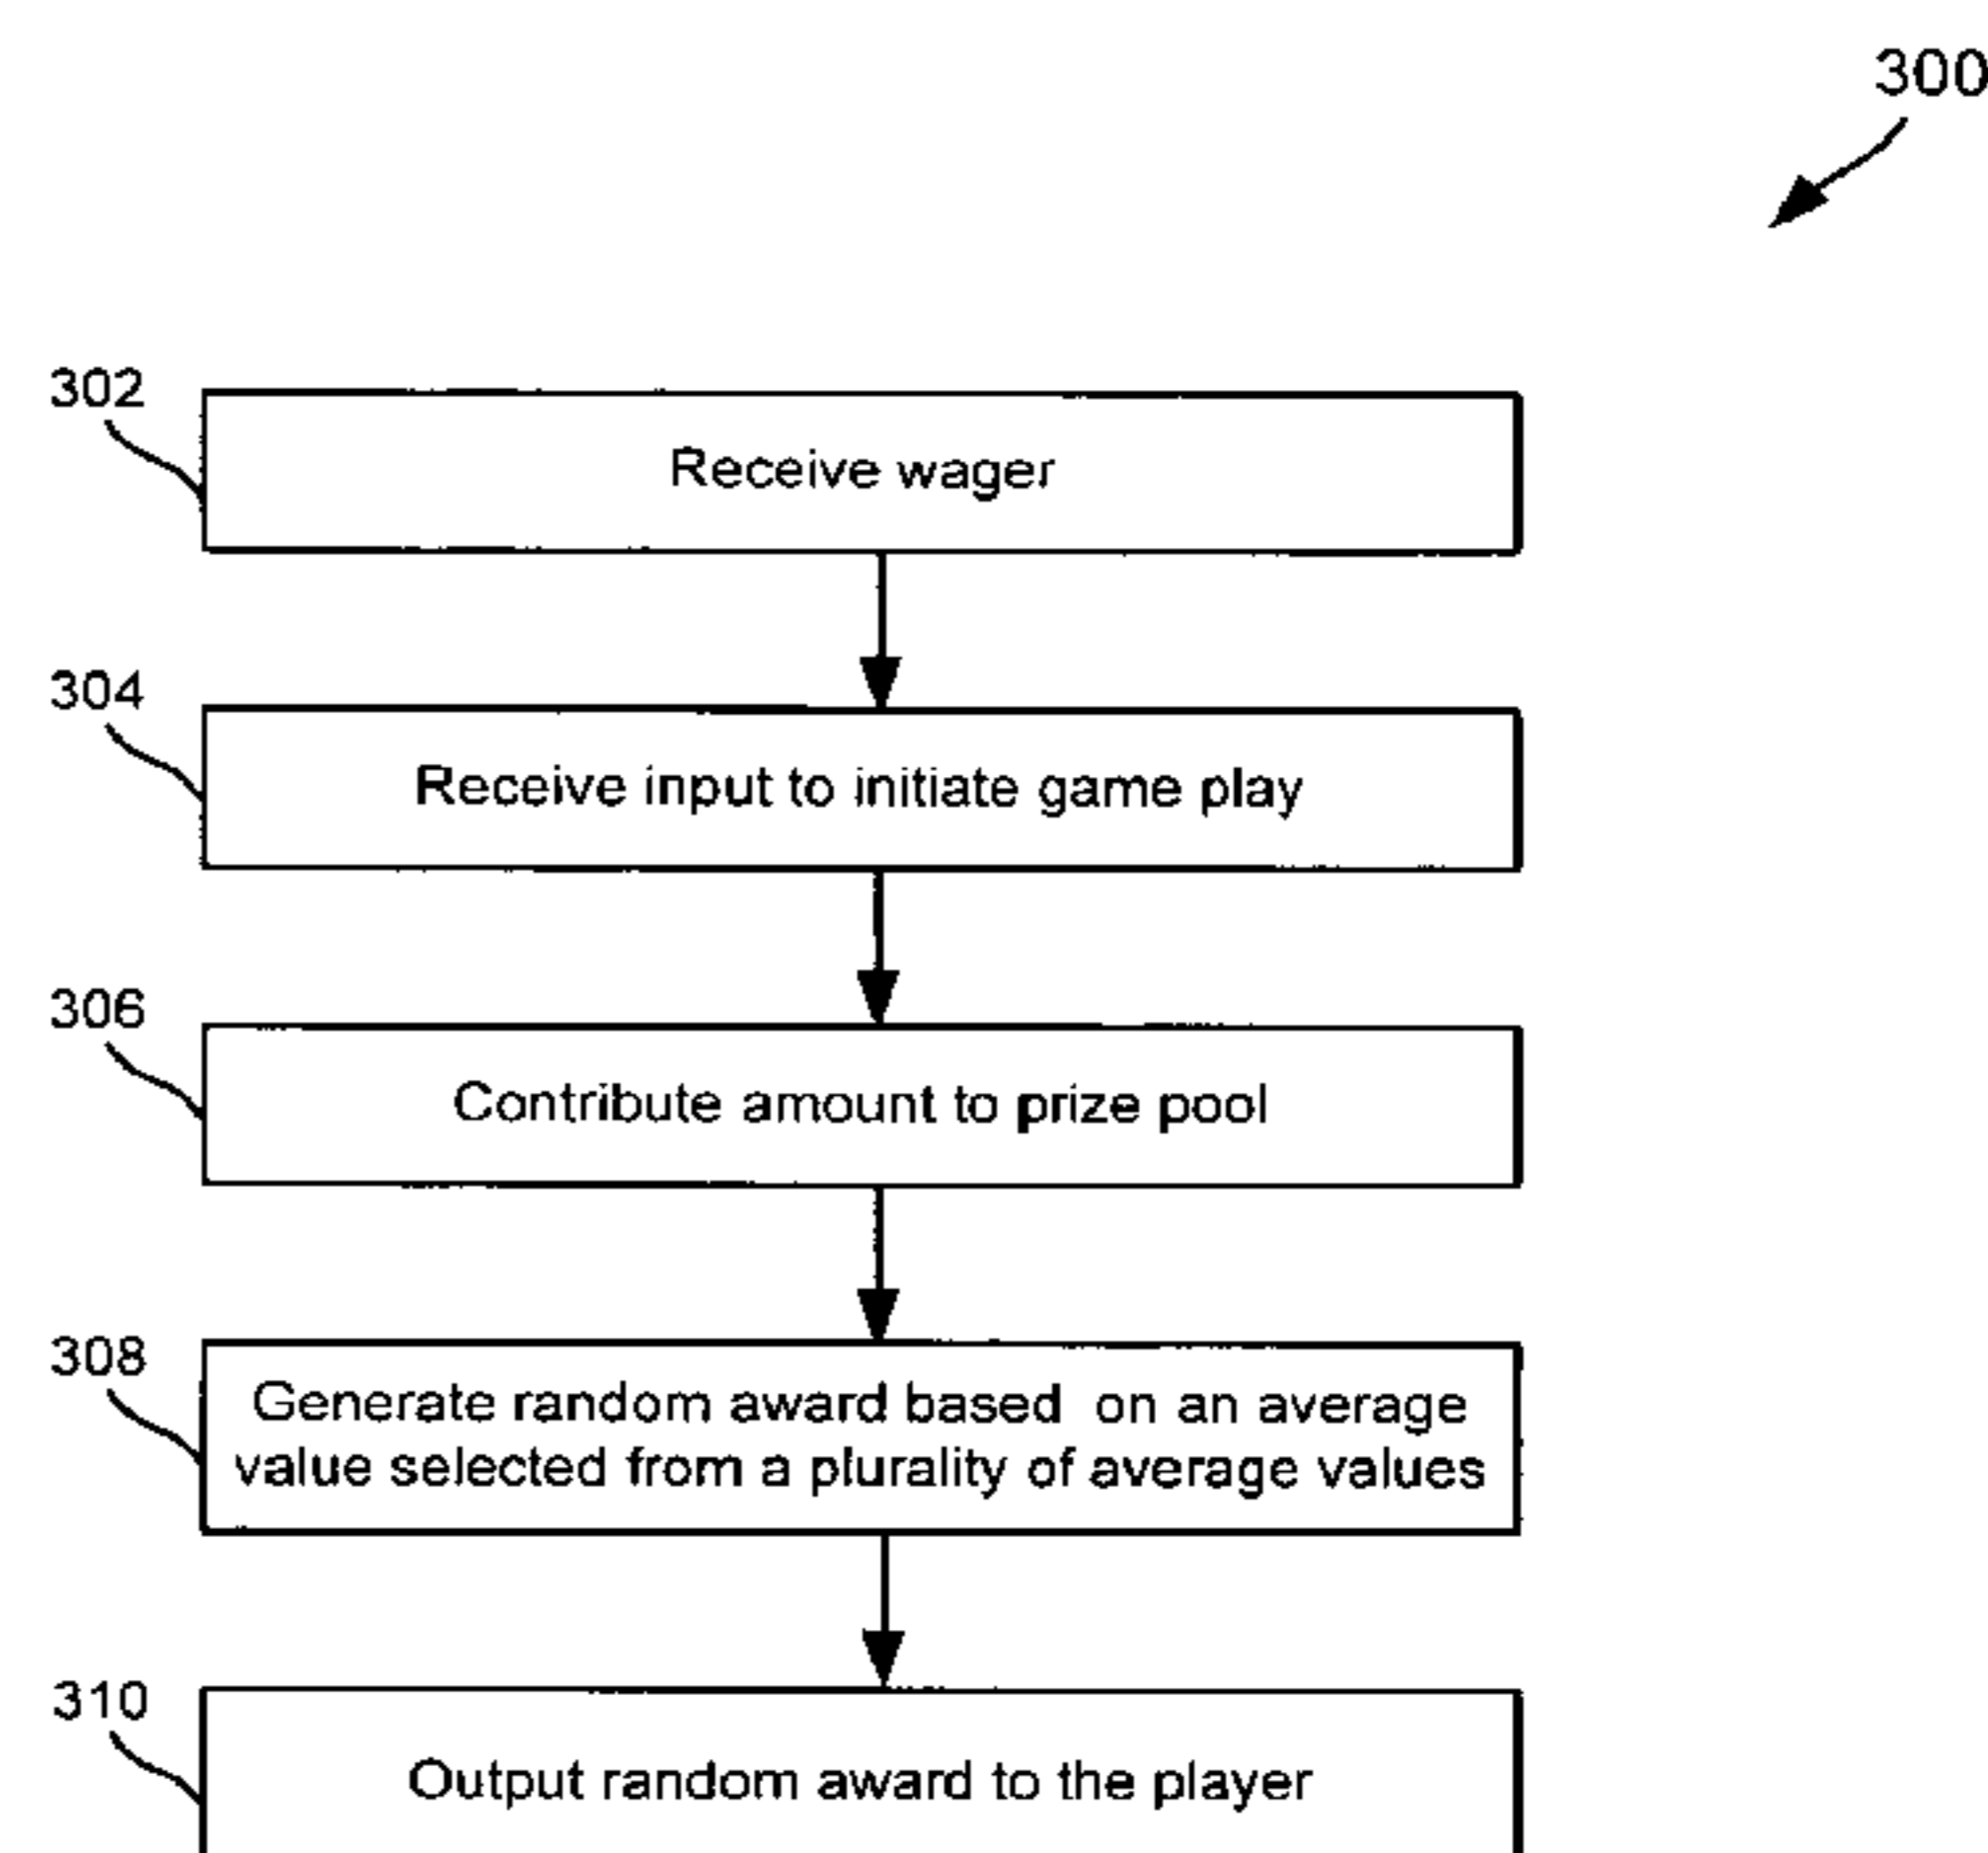 300
302
Receive wager
304
Receive input to initiate game play
306
Contribute amount to prize pool
308
Generate random award based on an average
value selected from a plurality of average values
310
Output random award to the player